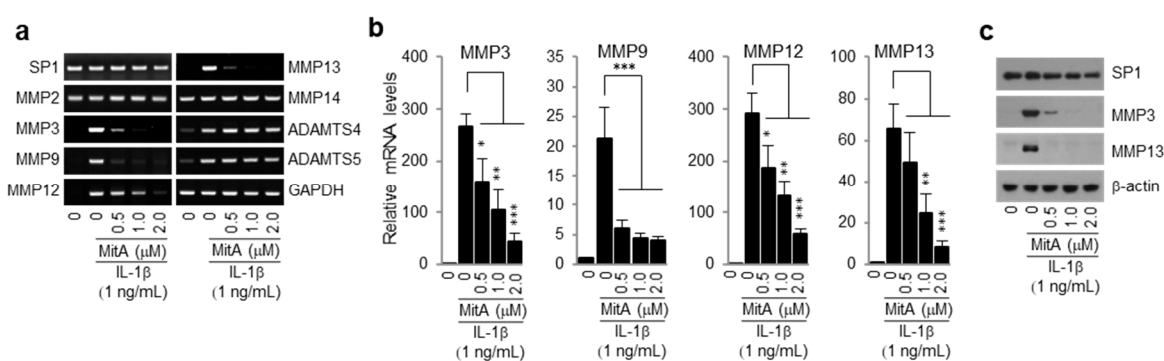 a
SP1
MMP2
MMP3
MMP9
MMP12
MMP13
MMP14
ADAMTS4
ADAMTS5
GAPDH
0 0 0.5 1.0 2.0 0 0 0.5 1.0 2.0
MitA (μM) MitA (μM)
IL-1β IL-1β
(1 ng/mL) (1 ng/mL)
b
Relative mRNA levels
MMP3
400
300
200
100
0
*
**
***
0 0 0.5 1.0 2.0
MitA (μM)
IL-1β
(1 ng/mL)
MMP9
35
30
25
20
15
10
5
0
***
0 0 0.5 1.0 2.0
MitA (μM)
IL-1β
(1 ng/mL)
MMP12
400
300
200
100
0
*
**
***
0 0 0.5 1.0 2.0
MitA (μM)
IL-1β
(1 ng/mL)
MMP13
100
80
60
40
20
0
**
***
0 0 0.5 1.0 2.0
MitA (μM)
IL-1β
(1 ng/mL)
c
SP1
MMP3
MMP13
β-actin
0 0 0.5 1.0 2.0
MitA (μM)
IL-1β
(1 ng/mL)